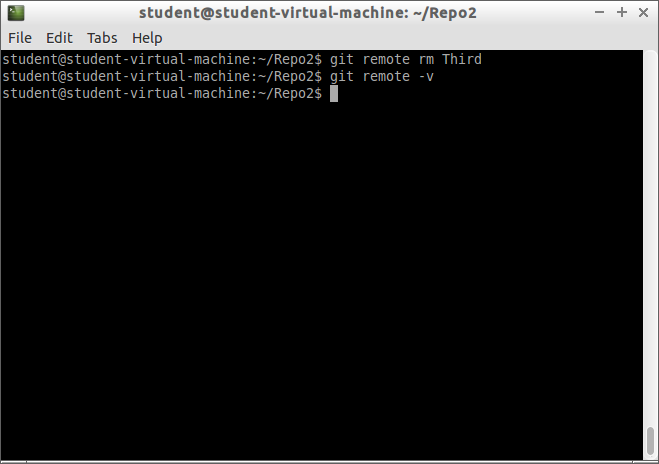 student@student-virtual-machine: ~/Repo2
File Edit Tabs Help
student@student-virtual-machine:~/Repo2$ git remote rm Third
student@student-virtual-machine:~/Repo2$ git remote -v
student@student-virtual-machine:~/Repo2$